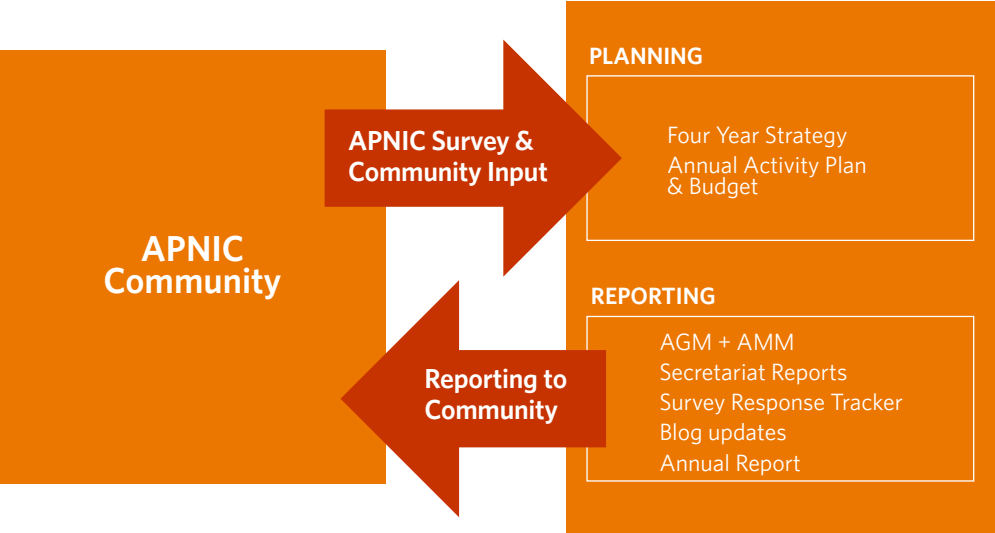 APNIC
Community
APNIC Survey &
Community Input
Reporting to
Community
PLANNING
Four Year Strategy
Annual Activity Plan
& Budget
REPORTING
AGM + AMM
Secretariat Reports
Survey Response Tracker
Blog updates
Annual Report